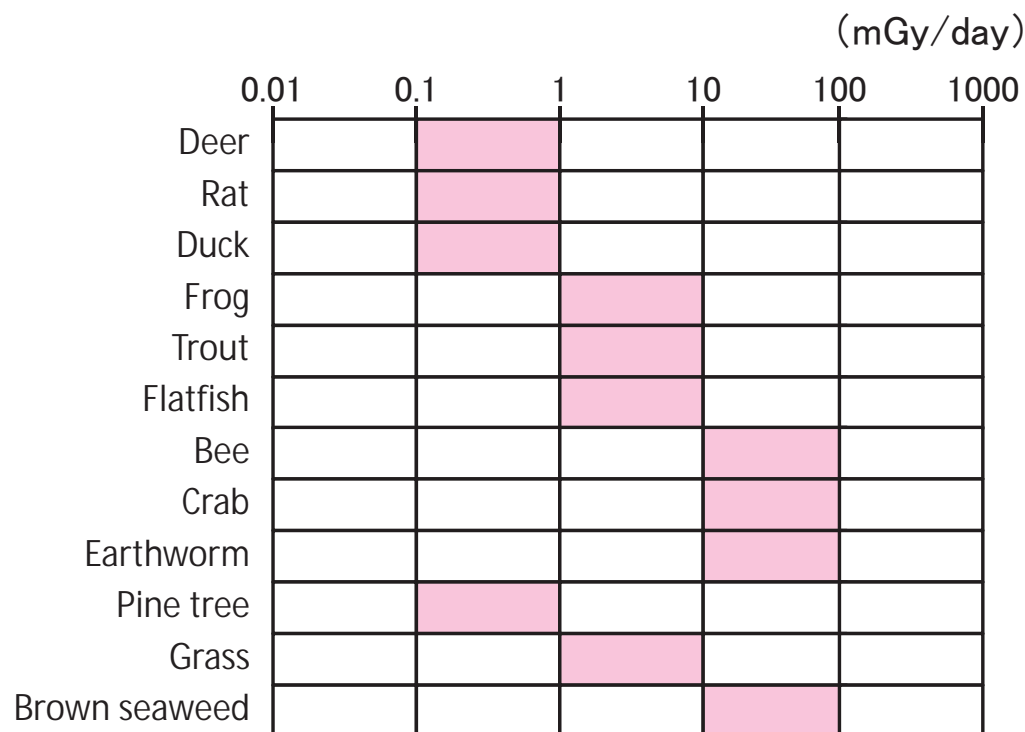 (mGy/day)
0.01 0.1 1 10 100 1000
Deer
Rat
Duck
Frog
Trout
Flatfish
Bee
Crab
Earthworm
Pine tree
Grass
Brown seaweed